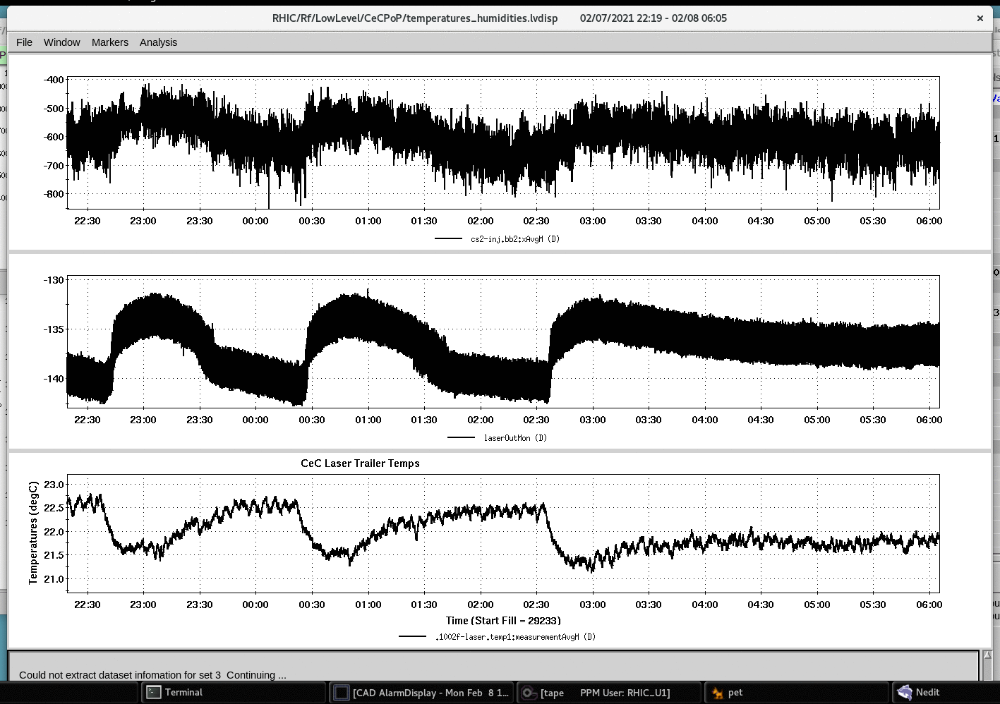 RHIC/Rf/LowLevel/CeCPoP/temperatures_humidities.lvdisp 02/07/2021 22:19 - 02/08 06:05 ×
File Window Markers Analysis
-400
-500
-600
-700
-800
22:30 23:00 23:30 00:00 00:30 01:00 01:30 02:00 02:30 03:00 03:30 04:00 04:30 05:00 05:30 06:00
cs2-inj.bb2:xAvgM (D)
-130
-135
-140
22:30 23:00 23:30 00:00 00:30 01:00 01:30 02:00 02:30 03:00 03:30 04:00 04:30 05:00 05:30 06:00
laserOutMon (D)
CeC Laser Trailer Temps
Temperatures (degC)
23.0
22.5
22.0
21.5
21.0
22:30 23:00 23:30 00:00 00:30 01:00 01:30 02:00 02:30 03:00 03:30 04:00 04:30 05:00 05:30 06:00
Time (Start Fill = 29233)
.1002f-laser.temp1:measurementAvgM (D)
Could not extract dataset infomation for set 3 Continuing ...
Terminal [CAD AlarmDisplay - Mon Feb 8 1... [tape PPM User: RHIC_U1] pet Nedit